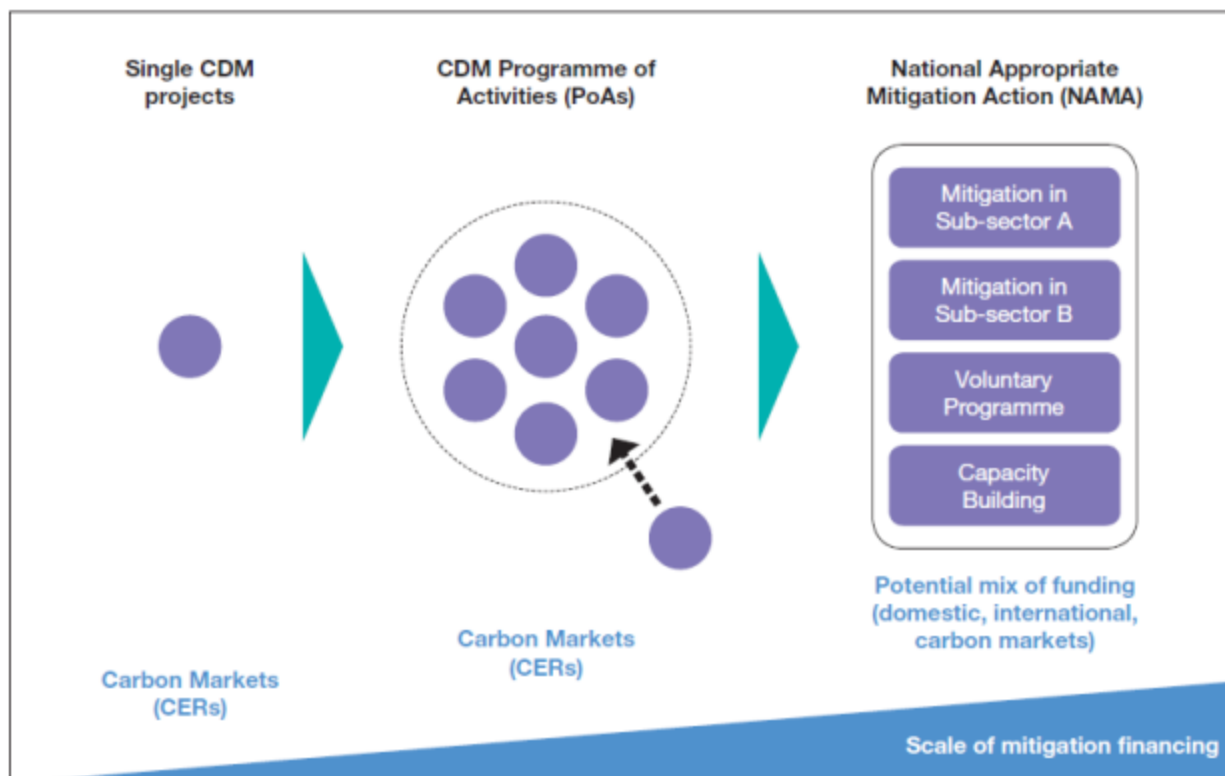 Single CDM
projects
CDM Programme of
Activities (PoAs)
National Appropriate
Mitigation Action (NAMA)
Mitigation in
Sub-sector A
Mitigation in
Sub-sector B
Voluntary
Programme
Capacity
Building
Potential mix of funding
(domestic, international,
carbon markets)
Carbon Markets
(CERs)
Carbon Markets
(CERs)
Scale of mitigation financing